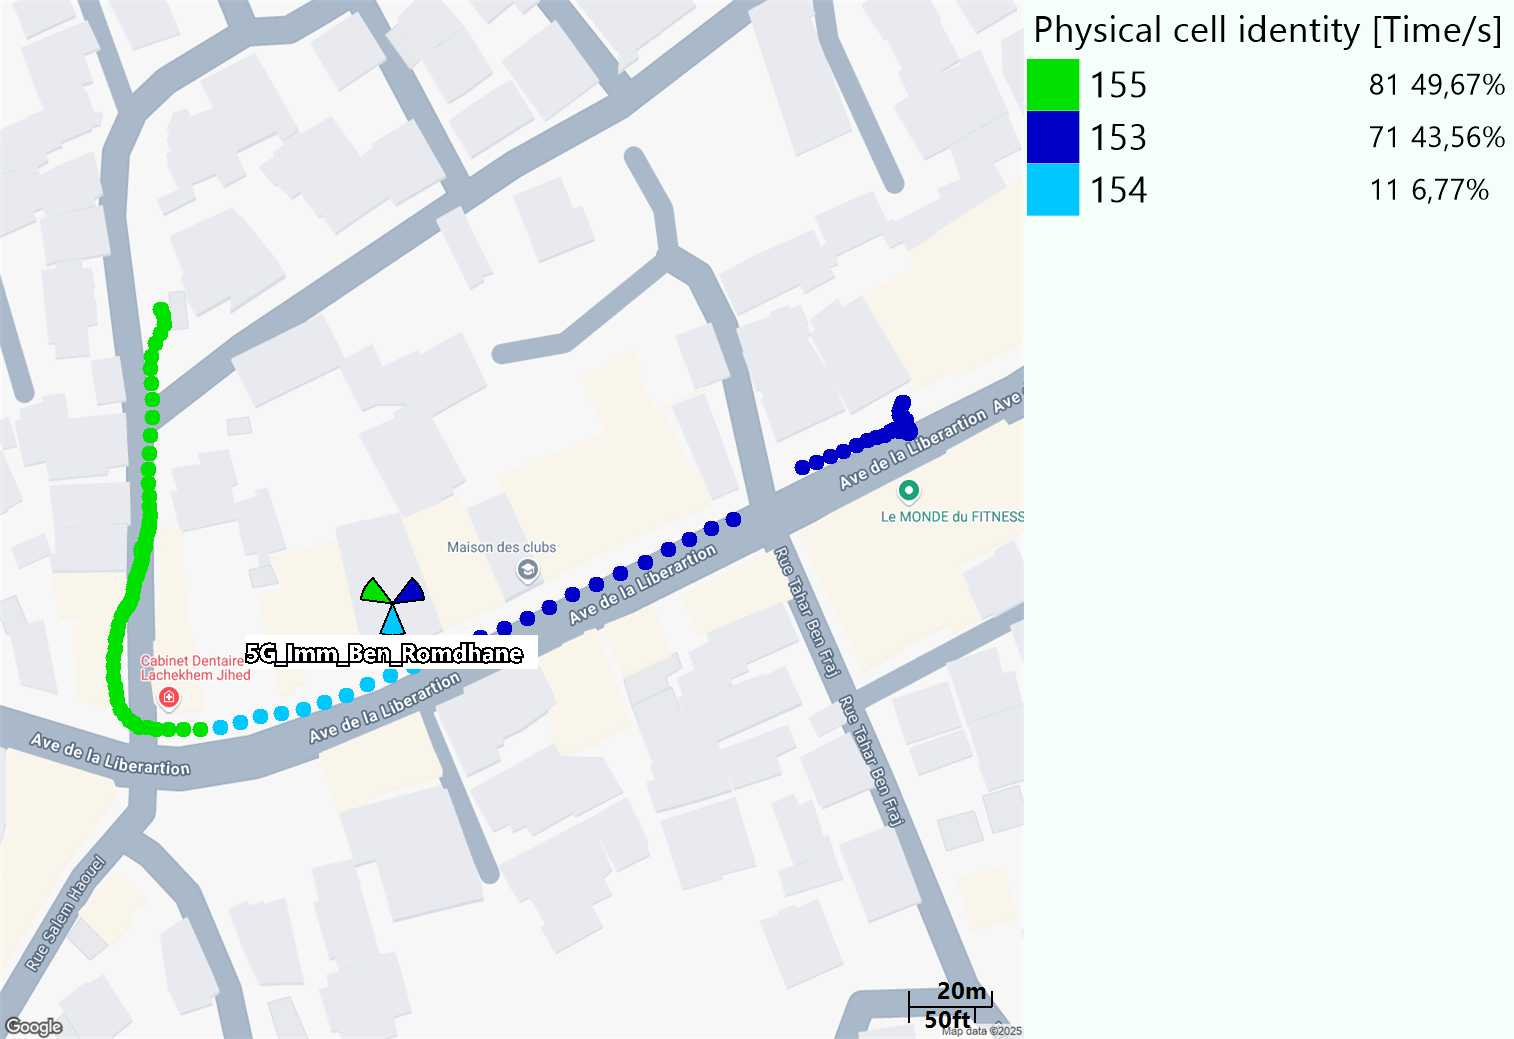 Physical cell identity [Time/s]
155 81 49,67%
153 71 43,56%
154 11 6,77%
Ave de la Liberartion
Ave
Le MONDE du FITNESS
Maison des clubs
Ave de la Liberartion
Rue Tahar Ben Fraj
5G_Imm_Ben_Romdhane
Cabinet Dentaire
Lachekhem Jihed
Ave de la Liberartion
Ave de la Liberartion
Rue Tahar Ben Fraj
Rue Salem Haouel
20m
50ft
Google
Map data ©2025